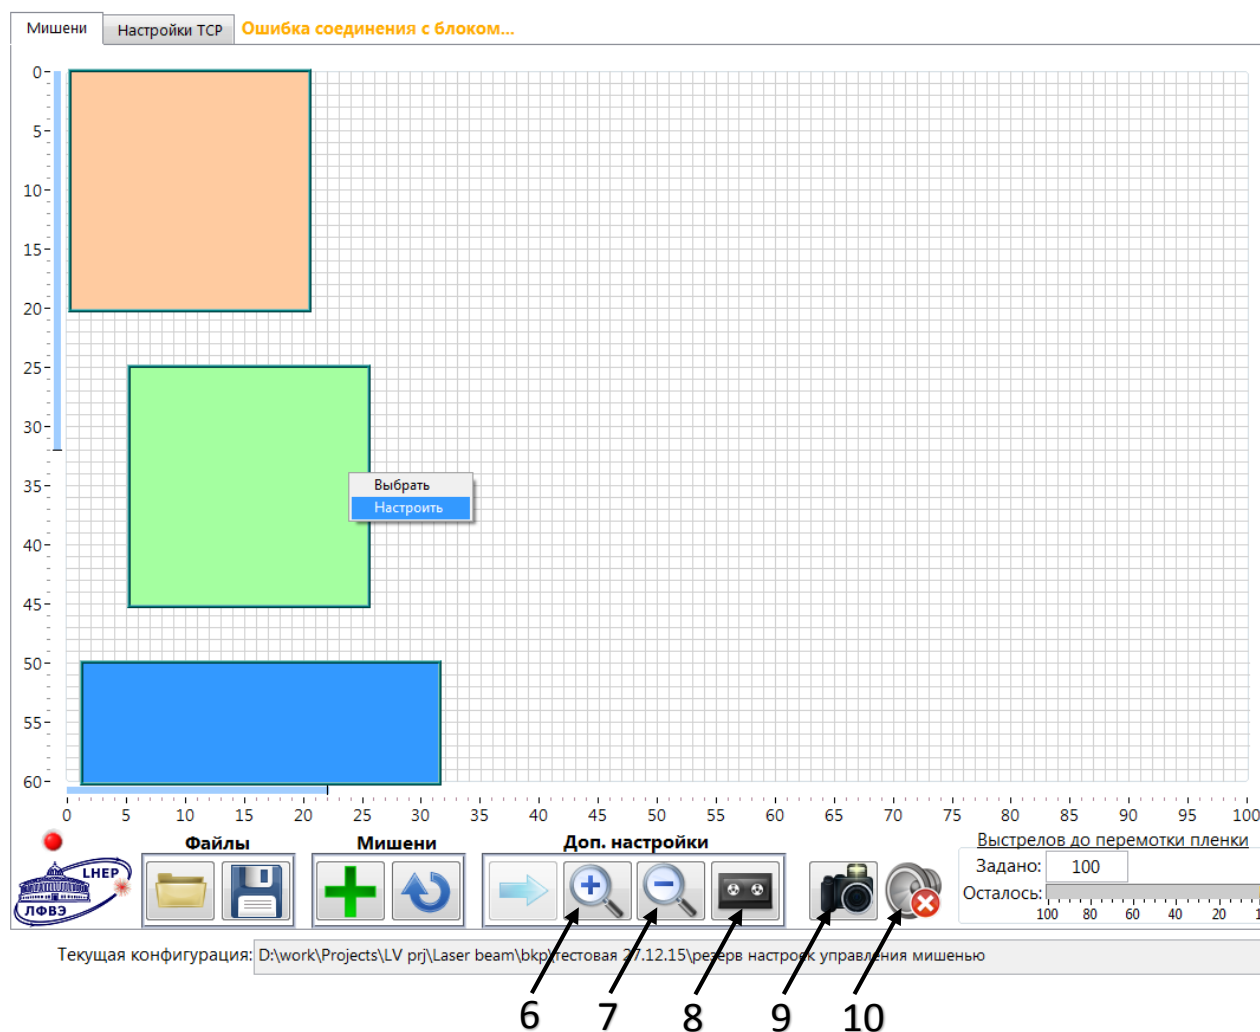 Мишени Настройки TCP Ошибка соединения с блоком...
0
5
10
15
20
25
30
35
40
45
50
55
60
Выбрать
Настроить
0 5 10 15 20 25 30 35 40 45 50 55 60 65 70 75 80 85 90 95 100
Файлы Мишени Доп. настройки Выстрелов до перемотки пленки
LHEP
ЛФВЭ
Задано: 100
Осталось:
100 80 60 40 20 1
Текущая конфигурация: D:\work\Projects\LV prj\Laser beam\bkp\тестовая 27.12.15\резерв настроек управления мишенью
6 7 8 9 10